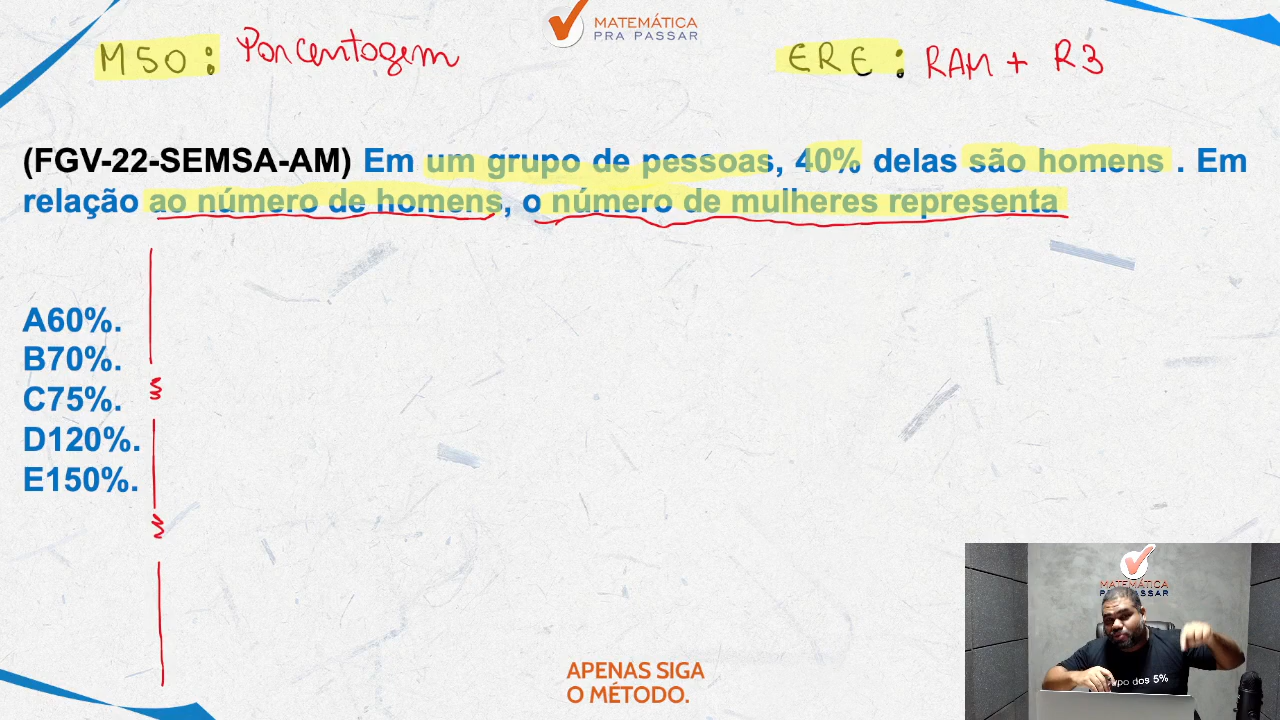 MATEMÁTICA
PRA PASSAR
M50: Porcentagem
ERE: RAM + R3
(FGV-22-SEMSA-AM) Em um grupo de pessoas, 40% delas são homens . Em
relação ao número de homens, o número de mulheres representa
A60%.
B70%.
C75%.
D120%.
E150%.
MATEMÁTICA
PRA PASSAR
dos 5%
APENAS SIGA
O MÉTODO.